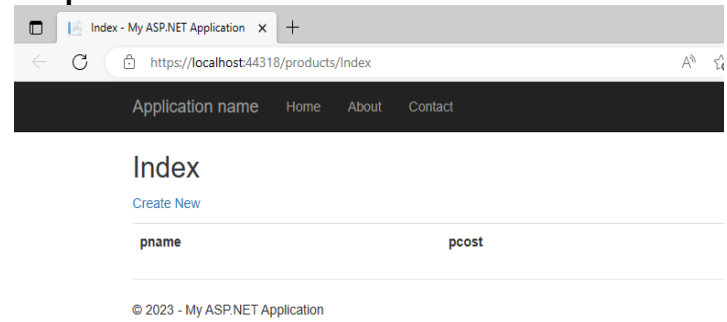 Index - My ASP.NET Application
https://localhost:44318/products/Index
Application name Home About Contact
Index
Create New
pname pcost
© 2023 - My ASP.NET Application